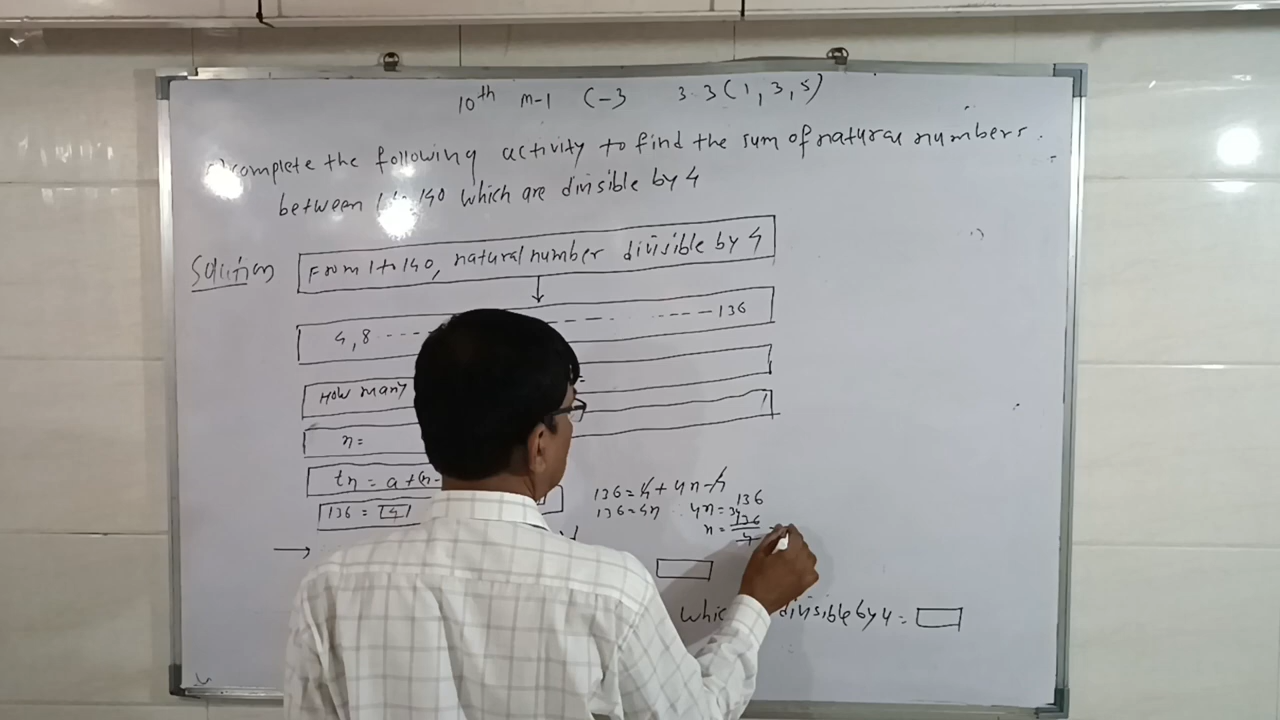 10th M-1 C-3 3.3 (1, 3, 5)
complete the following activity to find the sum of natural numbers.
between 1 to 140 which are divisible by 4
Solution
From 1 to 140, natural number divisible by 4
4, 8 ---- - - - - - - ----136
How many
n =
tn = a + (n-
136 = 4
136 = 4 + 4n - 4
136 = 4n 4n = 136
n = 136/4 34 =
divisible by 4 =